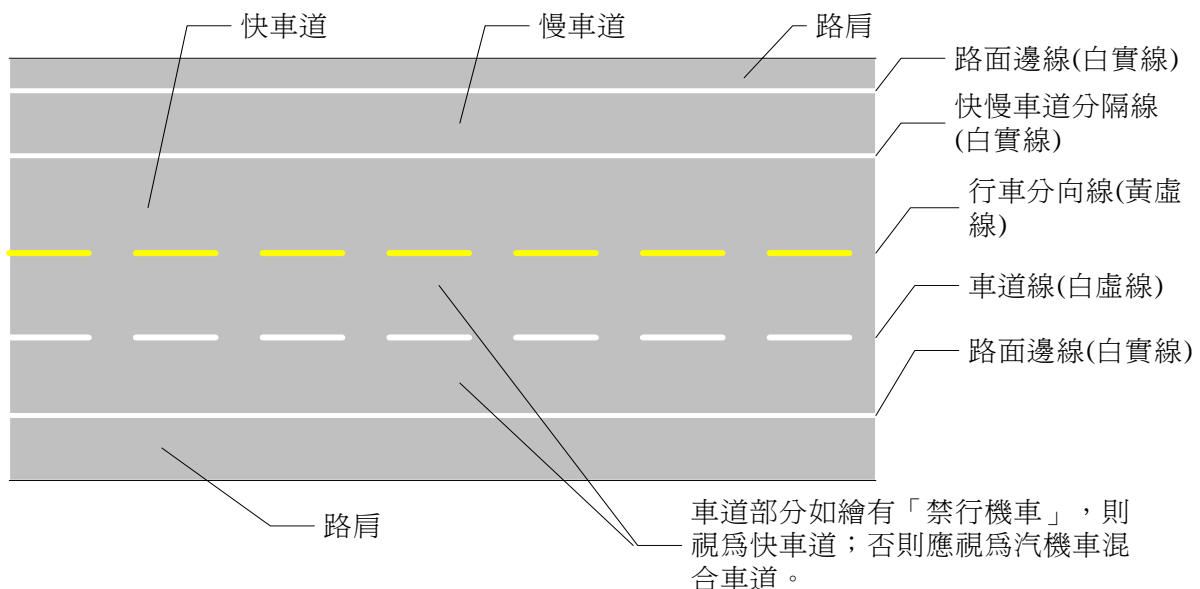 快車道
慢車道
路肩
路面邊線(白實線)
快慢車道分隔線
(白實線)
行車分向線(黃虛
線)
車道線(白虛線)
路面邊線(白實線)
路肩
車道部分如繪有「禁行機車」，則
視為快車道；否則應視為汽機車混
合車道。